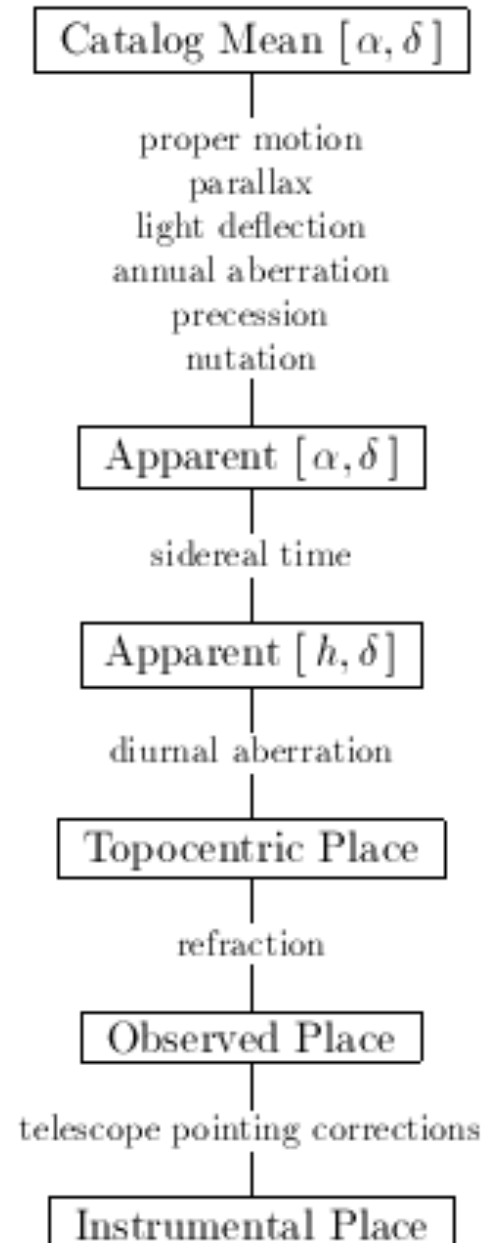 Catalog Mean [α, δ]
proper motion
parallax
light deflection
annual aberration
precession
nutation
Apparent [α, δ]
sidereal time
Apparent [h, δ]
diurnal aberration
Topocentric Place
refraction
Observed Place
telescope pointing corrections
Instrumental Place